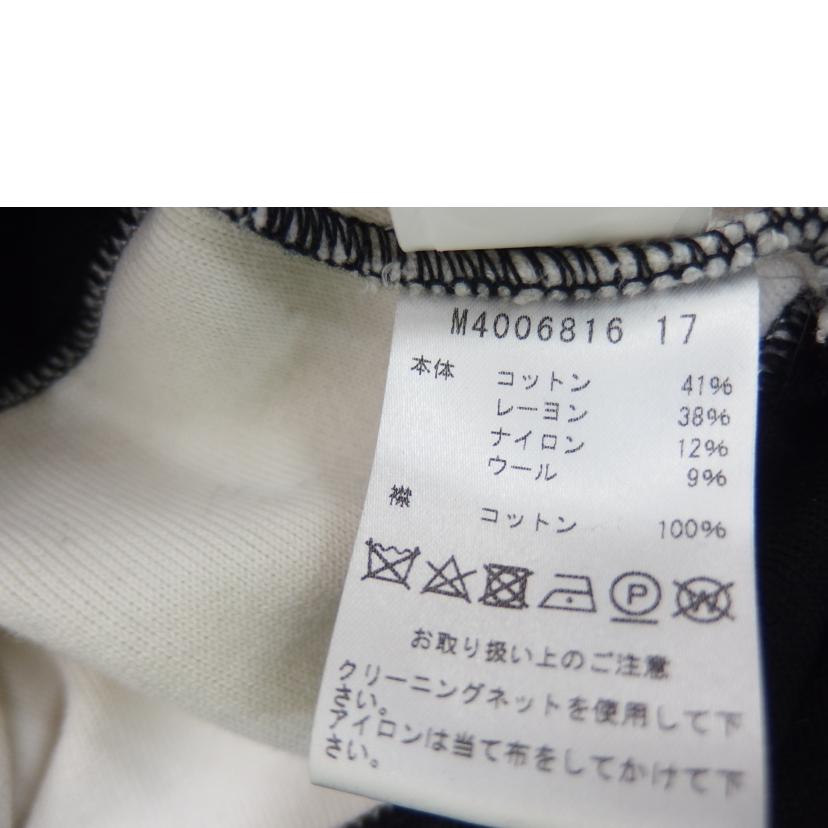 M4006816 17
本体 コットン 41%
レーヨン 38%
ナイロン 12%
ウール 9%
襟 コットン 100%
P W
お取り扱い上のご注意
クリーニングネットを使用して下
さい。
アイロンは当て布をしてかけて下
さい。